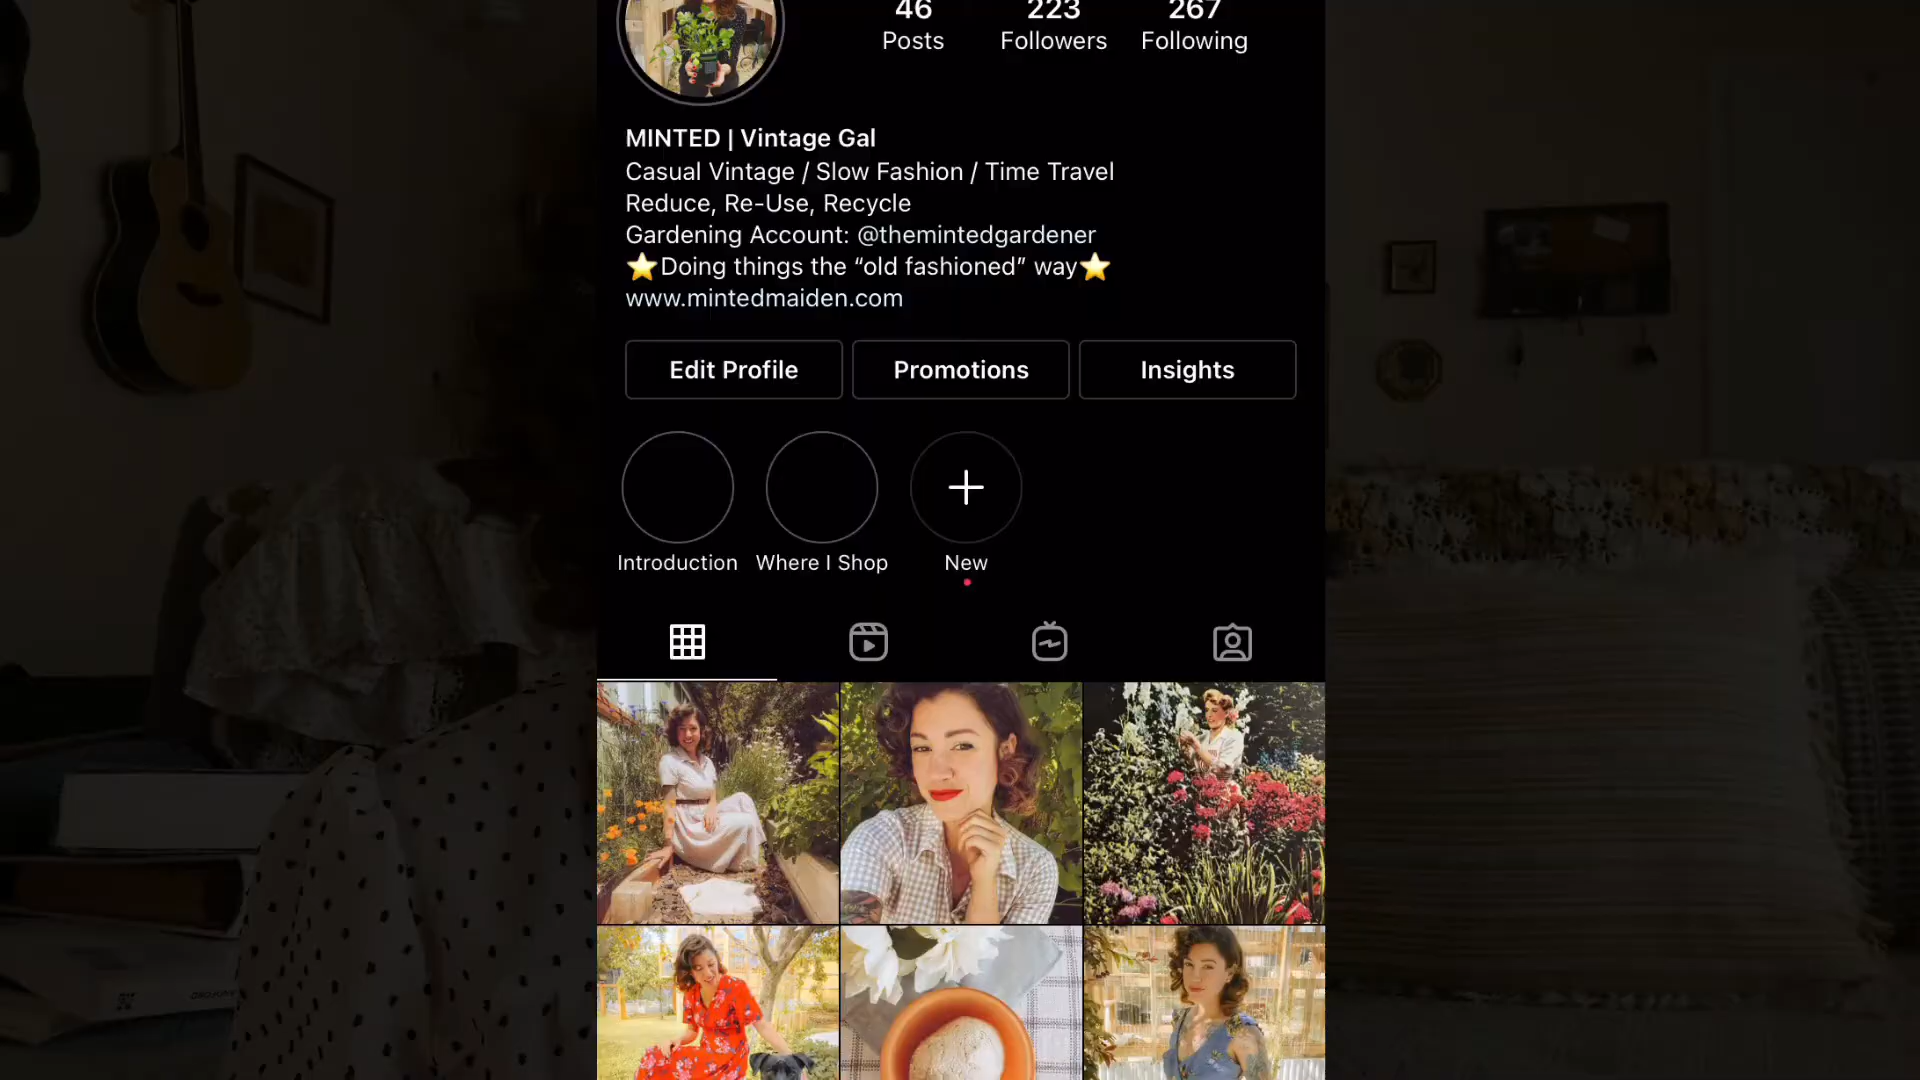 46 223 267
Posts Followers Following
MINTED | Vintage Gal
Casual Vintage / Slow Fashion / Time Travel
Reduce, Re-Use, Recycle
Gardening Account: @themintedgardener
⭐Doing things the “old fashioned” way⭐
www.mintedmaiden.com
Edit Profile Promotions Insights
Introduction Where I Shop New